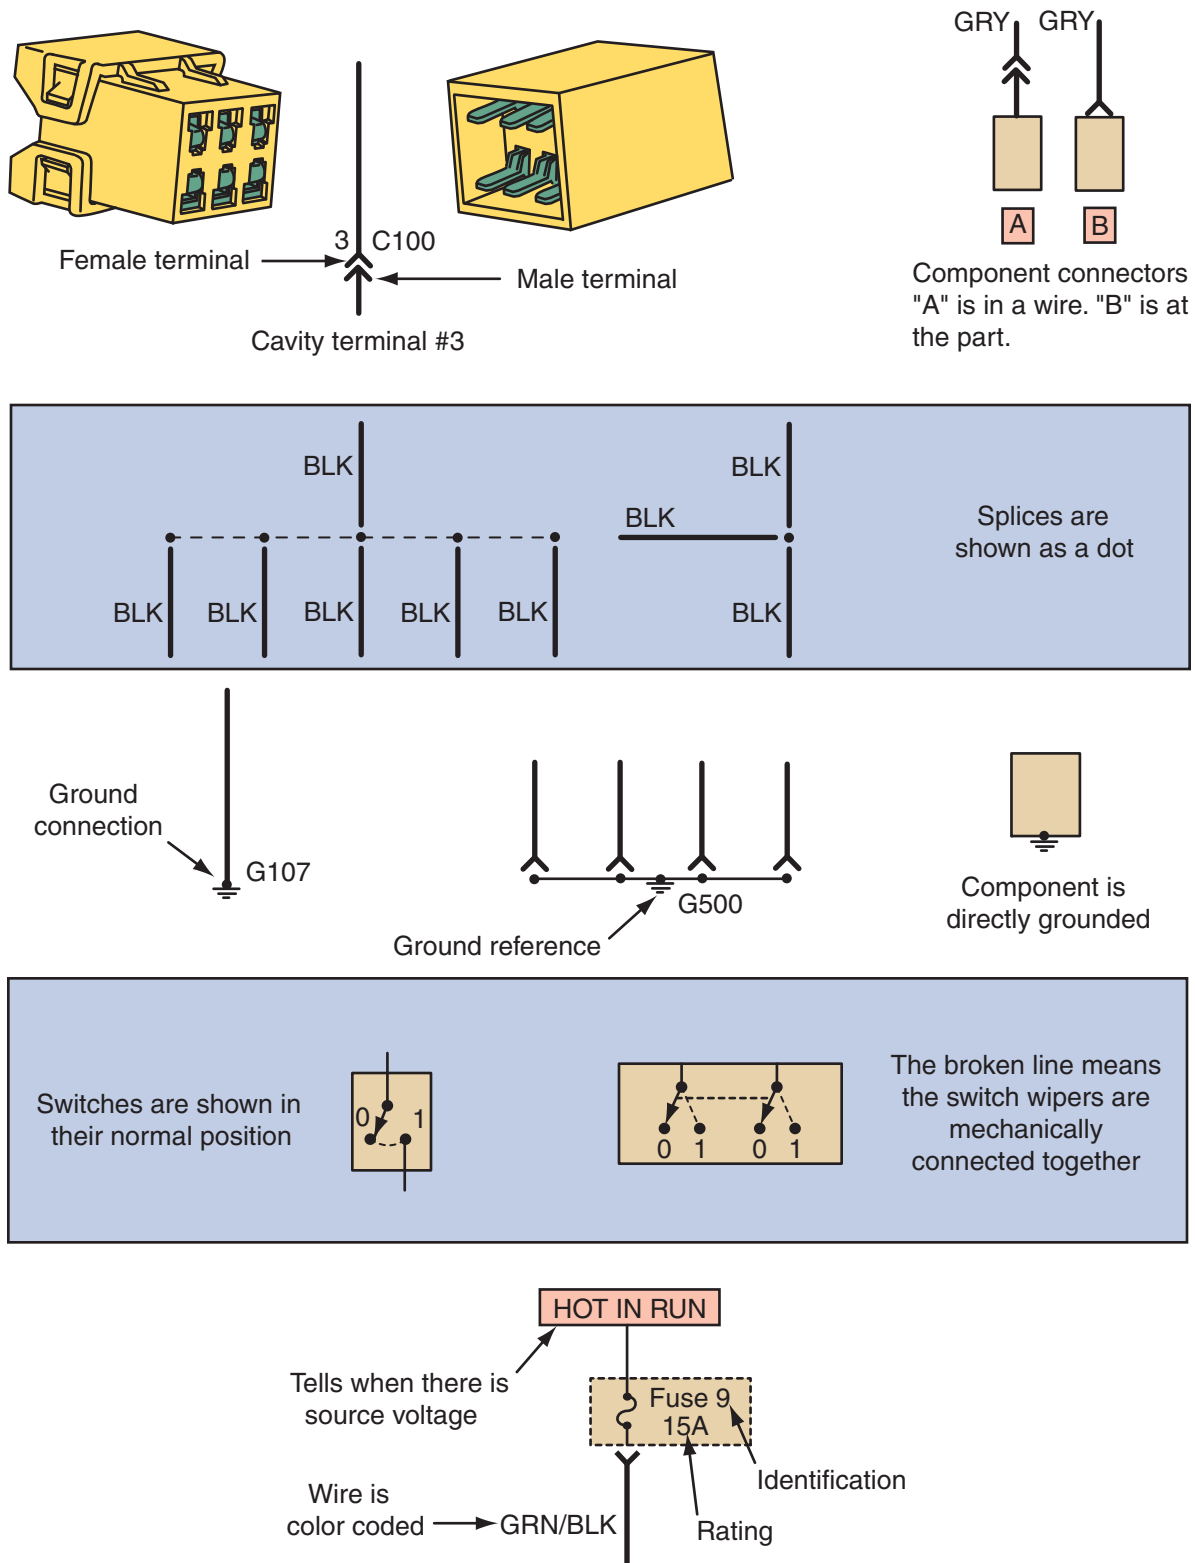 GRY GRY
3 C100
Female terminal
Male terminal
Cavity terminal #3
A B
Component connectors
"A" is in a wire. "B" is at
the part.
BLK BLK
BLK
BLK BLK BLK BLK BLK BLK
Splices are
shown as a dot
Ground
connection
G107
G500
Ground reference
Component is
directly grounded
Switches are shown in
their normal position
0 1
0 1 0 1
The broken line means
the switch wipers are
mechanically
connected together
HOT IN RUN
Tells when there is
source voltage
Fuse 9
15A
Identification
Rating
Wire is
color coded
GRN/BLK